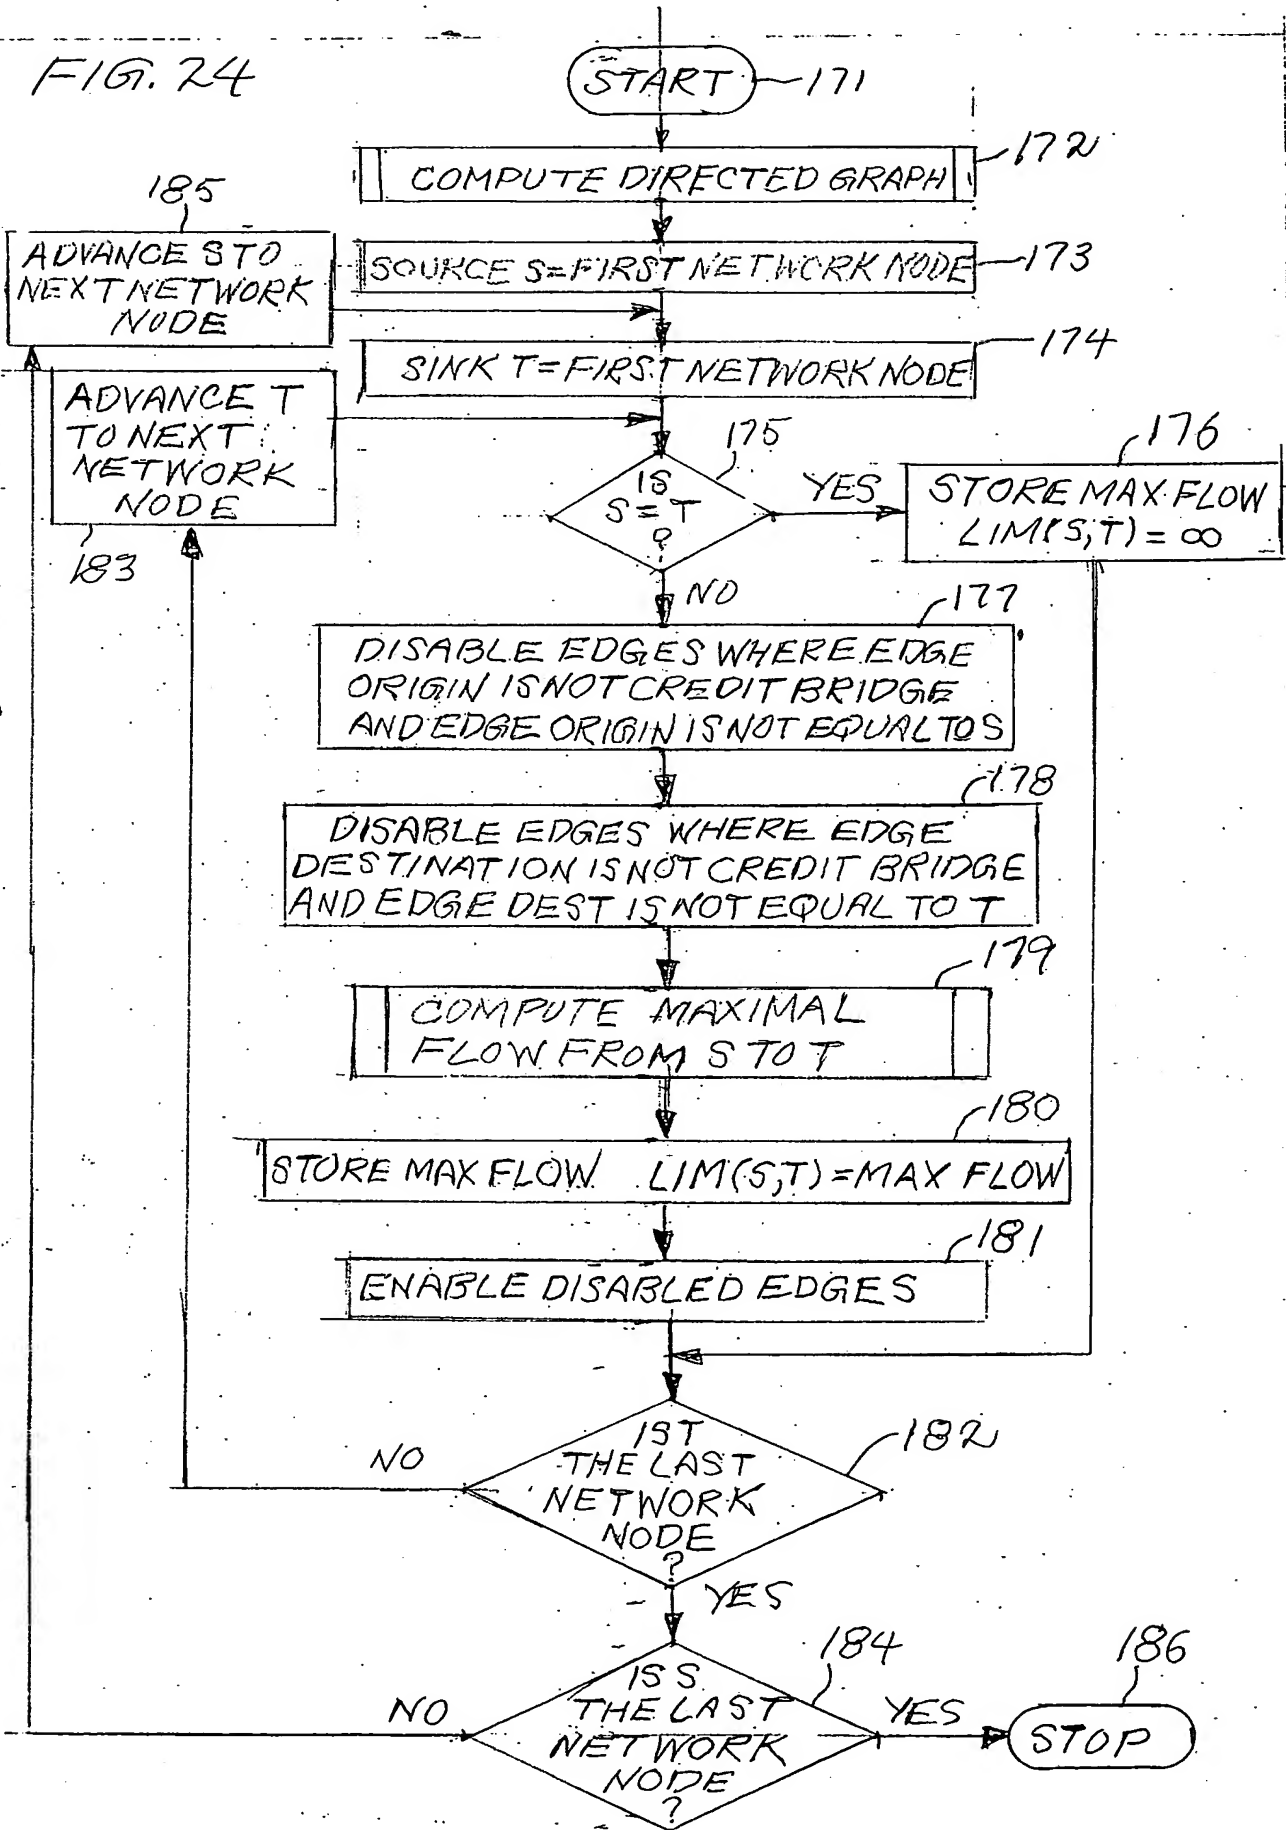 FIG. 24
START 171
172
COMPUTE DIRECTED GRAPH
185
ADVANCE S TO
NEXT NETWORK
NODE
SOURCE S=FIRST NETWORK NODE 173
174
SINK T=FIRST NETWORK NODE
ADVANCE T
TO NEXT
NETWORK
NODE
183
175
IS
S = T
?
YES
176
STORE MAX FLOW
LIM(S,T) = ∞
NO
177
DISABLE EDGES WHERE EDGE
ORIGIN IS NOT CREDIT BRIDGE
AND EDGE ORIGIN IS NOT EQUAL TO S
178
DISABLE EDGES WHERE EDGE
DESTINATION IS NOT CREDIT BRIDGE
AND EDGE DEST IS NOT EQUAL TO T
179
COMPUTE MAXIMAL
FLOW FROM S TO T
180
STORE MAX FLOW LIM(S,T)=MAX FLOW
181
ENABLE DISABLED EDGES
182
IS T
THE LAST
NETWORK
NODE
?
NO
YES
184
IS S
THE LAST
NETWORK
NODE
?
NO
YES
186
STOP